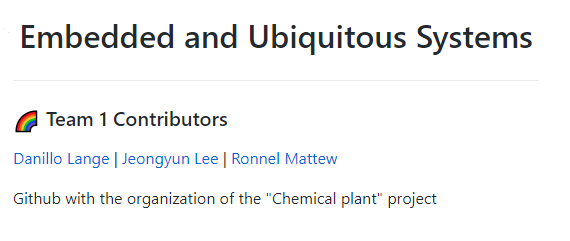 Embedded and Ubiquitous Systems
🌈 Team 1 Contributors
Danillo Lange | Jeongyun Lee | Ronnel Mattew
Github with the organization of the "Chemical plant" project